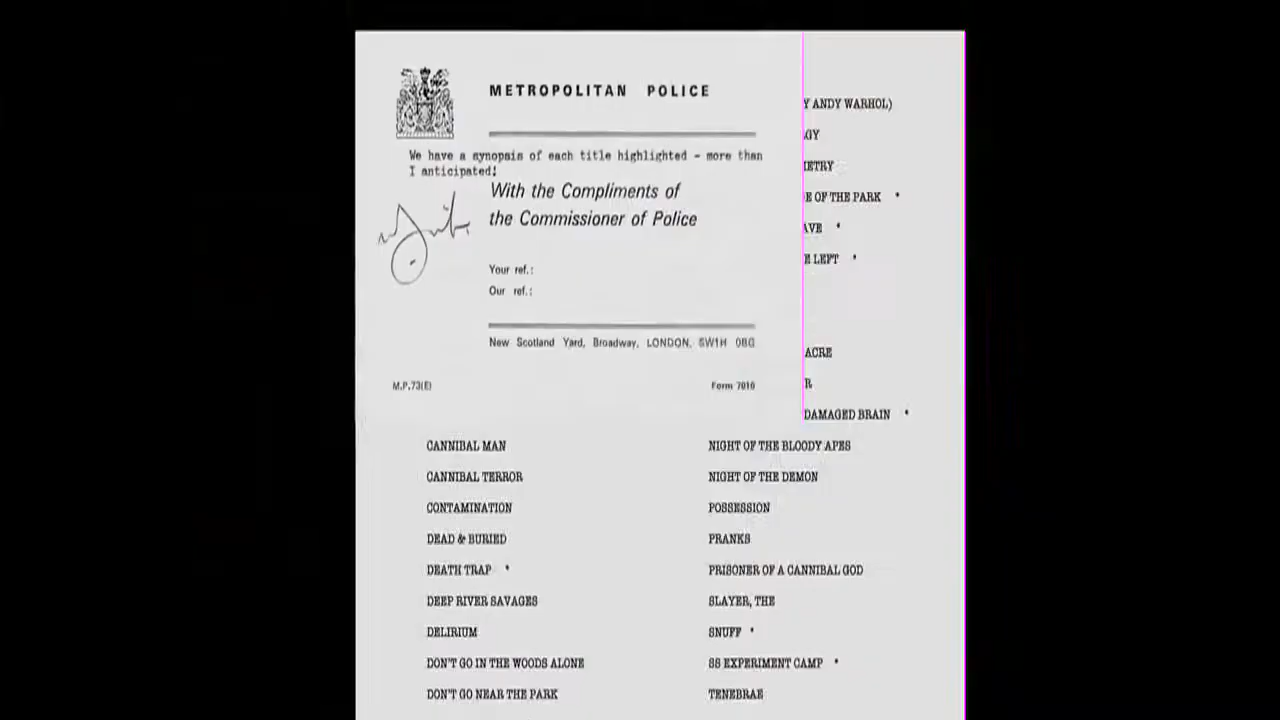 METROPOLITAN POLICE
We have a synopsis of each title highlighted - more than
I anticipated!
With the Compliments of
the Commissioner of Police
Your ref.:
Our ref.:
New Scotland Yard, Broadway, LONDON, SW1H 0BG
M.P.73(E) Form 7016
Y ANDY WARHOL)
GY
ETRY
E OF THE PARK *
AVE *
E LEFT *
ACRE
R
DAMAGED BRAIN *
CANNIBAL MAN NIGHT OF THE BLOODY APES
CANNIBAL TERROR NIGHT OF THE DEMON
CONTAMINATION POSSESSION
DEAD & BURIED PRANKS
DEATH TRAP * PRISONER OF A CANNIBAL GOD
DEEP RIVER SAVAGES SLAYER, THE
DELIRIUM SNUFF *
DON'T GO IN THE WOODS ALONE SS EXPERIMENT CAMP *
DON'T GO NEAR THE PARK TENEBRAE